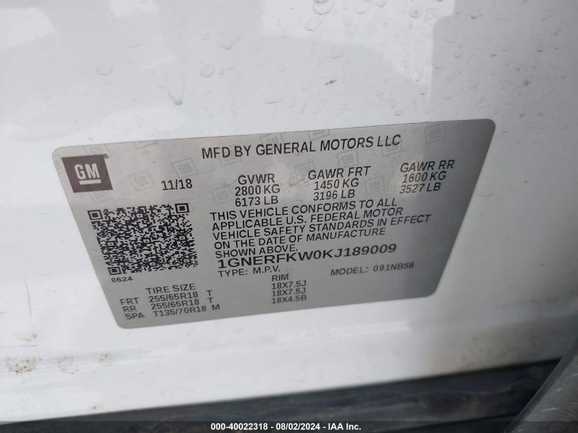 MFD BY GENERAL MOTORS LLC
GM
11/18 GVWR GAWR FRT GAWR RR
2800 KG 1450 KG 1600 KG
6173 LB 3196 LB 3527 LB
THIS VEHICLE CONFORMS TO ALL
APPLICABLE U.S. FEDERAL MOTOR
VEHICLE SAFETY STANDARDS IN EFFECT
ON THE DATE OF MANUFACTURE
SHOWN ABOVE.
1GNERFKW0KJ189009
TYPE: M.P.V. MODEL: 091NB56
8624
TIRE SIZE RIM
FRT 255/65R18 T 18X7.5J
RR 255/65R18 T 18X7.5J
SPA T135/70R18 M 18X4.5B
000-40022318 - 08/02/2024 - IAA Inc.